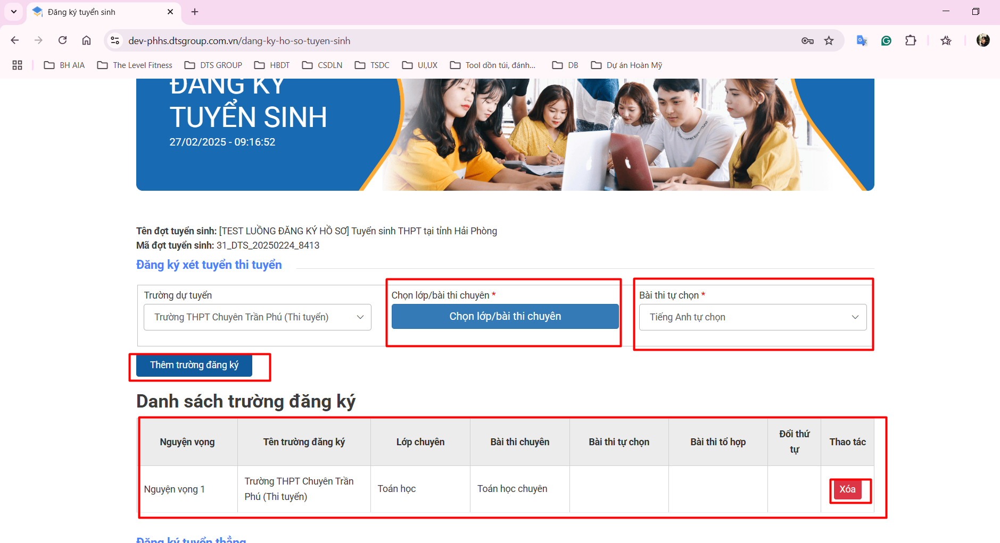 Đăng ký tuyển sinh
dev-phhs.dtsgroup.com.vn/dang-ky-ho-so-tuyen-sinh
BH AIA The Level Fitness DTS GROUP HBDT CSDLN TSDC UI,UX Tool dồn túi, đánh... DB Dự án Hoàn Mỹ
ĐĂNG KÝ
TUYỂN SINH
27/02/2025 - 09:16:52
Tên đợt tuyển sinh: [TEST LUỒNG ĐĂNG KÝ HỒ SƠ] Tuyển sinh THPT tại tỉnh Hải Phòng
Mã đợt tuyển sinh: 31_DTS_20250224_8413
Đăng ký xét tuyển thi tuyển
Trường dự tuyển Chọn lớp/bài thi chuyên * Bài thi tự chọn *
Trường THPT Chuyên Trần Phú (Thi tuyển) Chọn lớp/bài thi chuyên Tiếng Anh tự chọn
Thêm trường đăng ký
Danh sách trường đăng ký
Nguyện vọng Tên trường đăng ký Lớp chuyên Bài thi chuyên Bài thi tự chọn Bài thi tổ hợp Đổi thứ tự Thao tác
Nguyện vọng 1 Trường THPT Chuyên Trần Phú (Thi tuyển) Toán học Toán học chuyên Xóa
Đăng ký tuyển thẳng